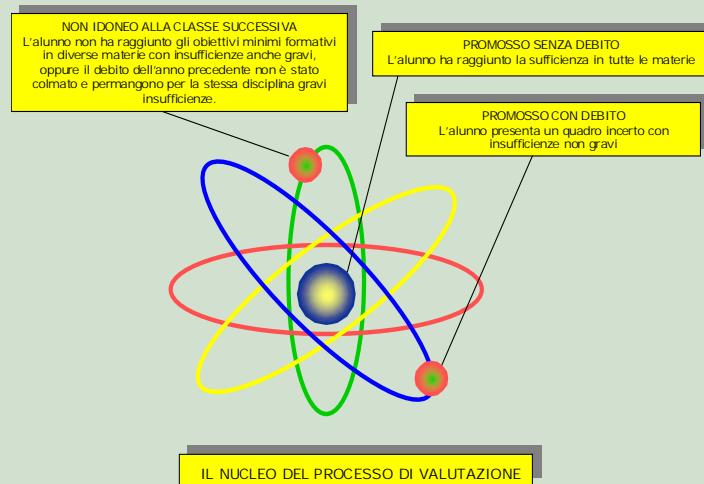 NON IDONEO ALLA CLASSE SUCCESSIVA
L'alunno non ha raggiunto gli obiettivi minimi formativi
in diverse materie con insufficienze anche gravi,
oppure il debito dell'anno precedente non è stato
colmato e permangono per la stessa disciplina gravi
insufficienze.
PROMOSSO SENZA DEBITO
L'alunno ha raggiunto la sufficienza in tutte le materie
PROMOSSO CON DEBITO
L'alunno presenta un quadro incerto con
insufficienze non gravi
IL NUCLEO DEL PROCESSO DI VALUTAZIONE